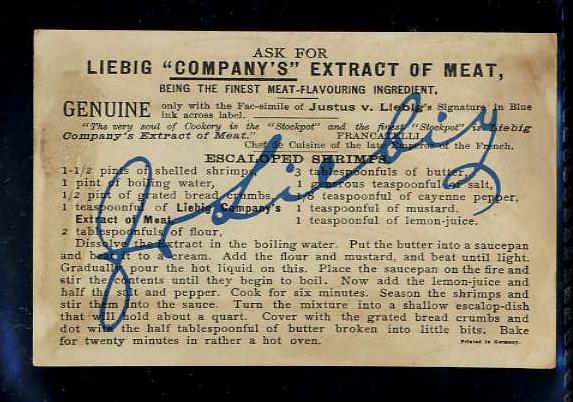 ASK FOR
LIEBIG "COMPANY'S" EXTRACT OF MEAT,
BEING THE FINEST MEAT-FLAVOURING INGREDIENT.
GENUINE only with the Fac-simile of Justus v. Liebig's Signature in Blue
ink across label.
"The very soul of Cookery is the "Stockpot" and the finest "Stockpot" is Liebig
Company's Extract of Meat." FRANCATELLI,
Chef de Cuisine of the late Emperor of the French.
ESCALOPED SHRIMPS
1-1/2 pints of shelled shrimps, 3 tablespoonfuls of butter,
1 pint of boiling water, 1 generous teaspoonful of salt,
1/2 pint of grated bread crumbs, teaspoonful of cayenne pepper,
1 teaspoonful of Liebig Company's 1 teaspoonful of mustard.
Extract of Meat, 1 teaspoonful of lemon-juice.
2 tablespoonfuls of flour,
Dissolve the Extract in the boiling water. Put the butter into a saucepan
and beat it to a cream. Add the flour and mustard, and beat until light.
Gradually pour the hot liquid on this. Place the saucepan on the fire and
stir the contents until they begin to boil. Now add the lemon-juice and
half the salt and pepper. Cook for six minutes. Season the shrimps and
stir them into the sauce. Turn the mixture into a shallow escalop-dish
that will hold about a quart. Cover with the grated bread crumbs and
dot with the half tablespoonful of butter broken into little bits. Bake
for twenty minutes in rather a hot oven. Printed in Germany.
JvLiebig